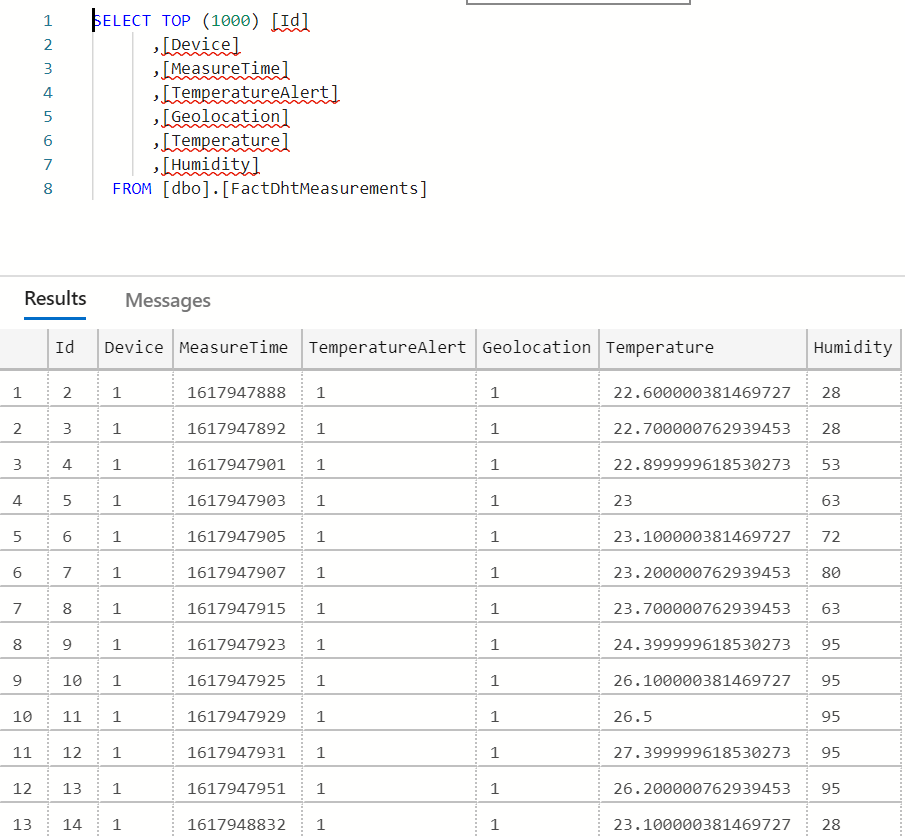 1 SELECT TOP (1000) [Id]
2 ,[Device]
3 ,[MeasureTime]
4 ,[TemperatureAlert]
5 ,[Geolocation]
6 ,[Temperature]
7 ,[Humidity]
8 FROM [dbo].[FactDhtMeasurements]
Results Messages
Id Device MeasureTime TemperatureAlert Geolocation Temperature Humidity
1 2 1 1617947888 1 1 22.600000381469727 28
2 3 1 1617947892 1 1 22.700000762939453 28
3 4 1 1617947901 1 1 22.899999618530273 53
4 5 1 1617947903 1 1 23 63
5 6 1 1617947905 1 1 23.100000381469727 72
6 7 1 1617947907 1 1 23.200000762939453 80
7 8 1 1617947915 1 1 23.700000762939453 63
8 9 1 1617947923 1 1 24.399999618530273 95
9 10 1 1617947925 1 1 26.100000381469727 95
10 11 1 1617947929 1 1 26.5 95
11 12 1 1617947931 1 1 27.399999618530273 95
12 13 1 1617947951 1 1 26.200000762939453 95
13 14 1 1617948832 1 1 23.100000381469727 28